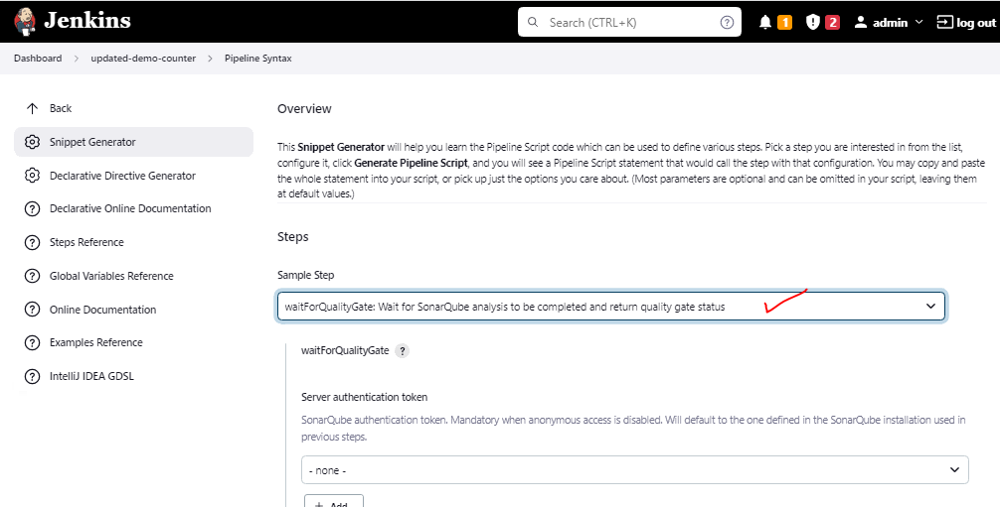 Jenkins
Search (CTRL+K)
1
2
admin
log out
Dashboard
updated-demo-counter
Pipeline Syntax
Back
Snippet Generator
Declarative Directive Generator
Declarative Online Documentation
Steps Reference
Global Variables Reference
Online Documentation
Examples Reference
IntelliJ IDEA GDSL
Overview
This Snippet Generator will help you learn the Pipeline Script code which can be used to define various steps. Pick a step you are interested in from the list,
configure it, click Generate Pipeline Script, and you will see a Pipeline Script statement that would call the step with that configuration. You may copy and paste
the whole statement into your script, or pick up just the options you care about. (Most parameters are optional and can be omitted in your script, leaving them
at default values.)
Steps
Sample Step
waitForQualityGate: Wait for SonarQube analysis to be completed and return quality gate status
waitForQualityGate ?
Server authentication token
SonarQube authentication token. Mandatory when anonymous access is disabled. Will default to the one defined in the SonarQube installation used in
previous steps.
- none -
+ Add